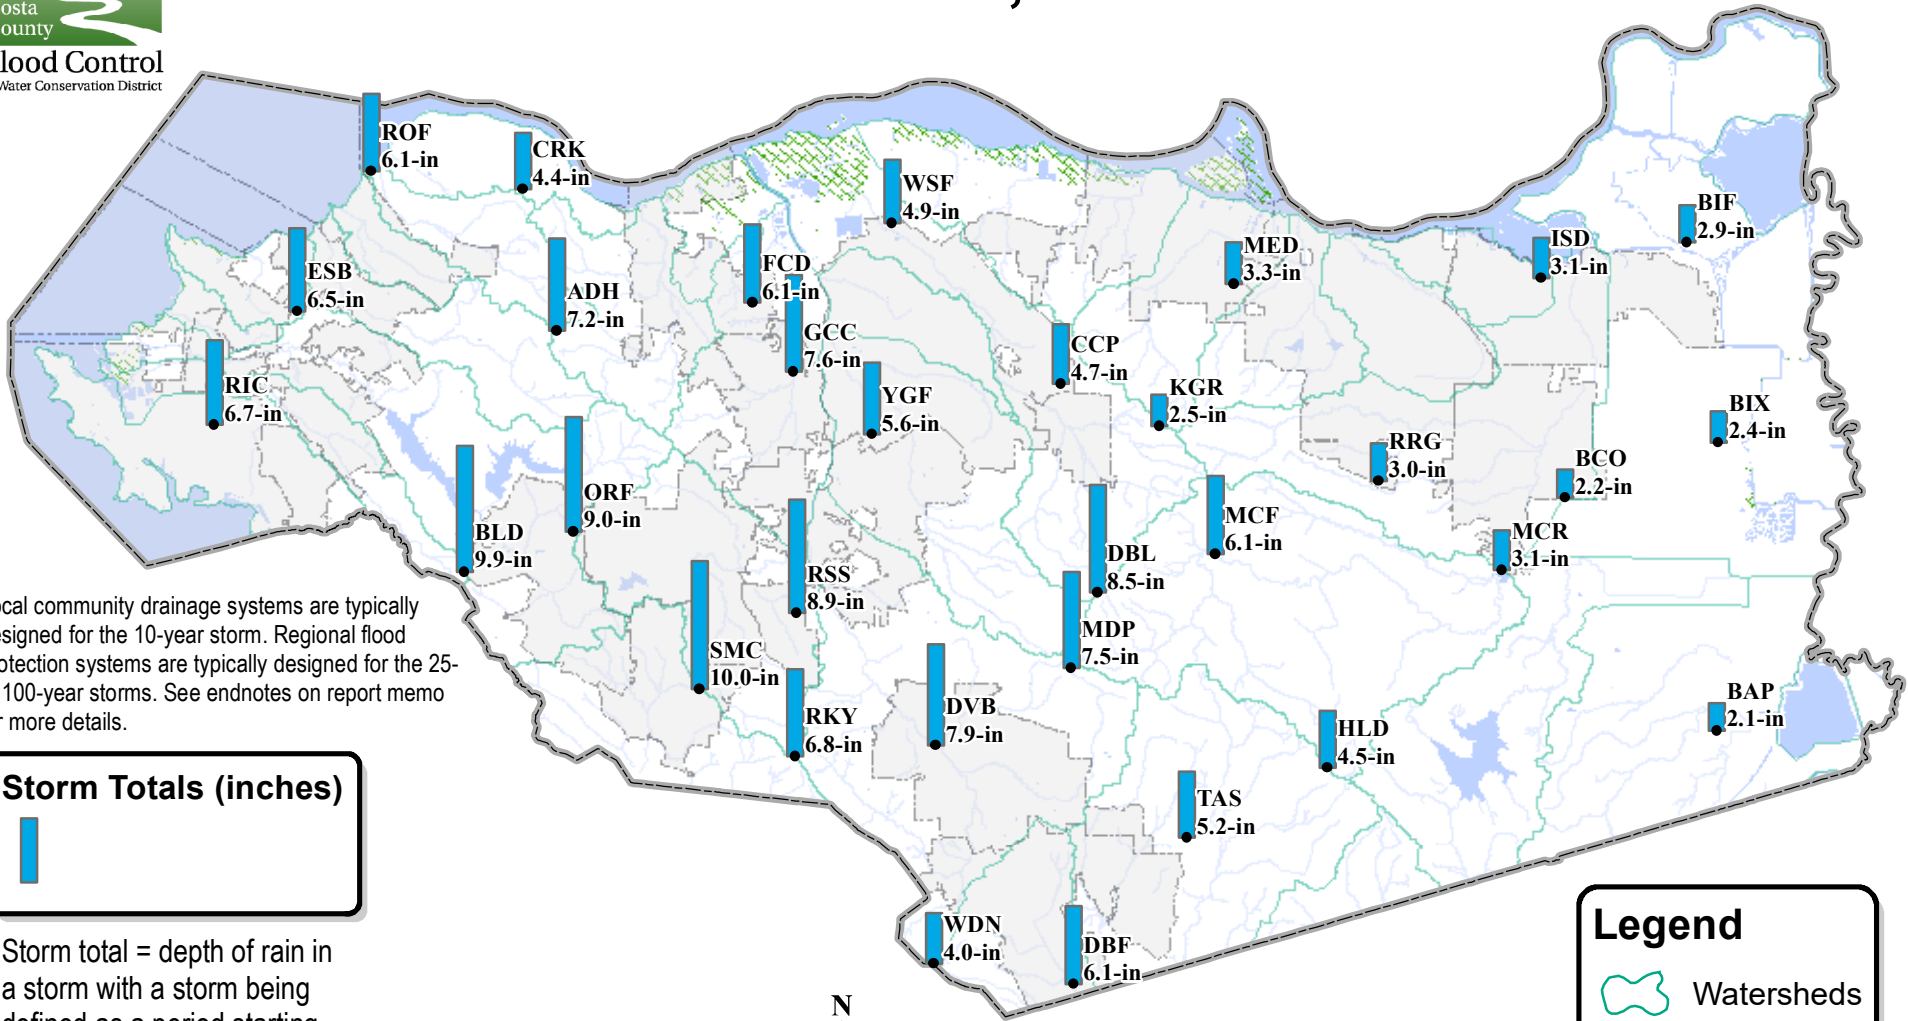 osta
ounty
lood Control
Water Conservation District
ROF
6.1-in
CRK
4.4-in
WSF
4.9-in
BIF
2.9-in
ESB
6.5-in
ADH
7.2-in
FCD
6.1-in
MED
3.3-in
ISD
3.1-in
GCC
7.6-in
CCP
4.7-in
RIC
6.7-in
YGF
5.6-in
KGR
2.5-in
BIX
2.4-in
RRG
3.0-in
BCO
2.2-in
ORF
9.0-in
BLD
9.9-in
MCF
6.1-in
MCR
3.1-in
DBL
8.5-in
RSS
8.9-in
MDP
7.5-in
SMC
10.0-in
RKY
6.8-in
DVB
7.9-in
HLD
4.5-in
BAP
2.1-in
TAS
5.2-in
WDN
4.0-in
DBF
6.1-in
ocal community drainage systems are typically
esigned for the 10-year storm. Regional flood
otection systems are typically designed for the 25-
100-year storms. See endnotes on report memo
r more details.
Storm Totals (inches)
Storm total = depth of rain in
a storm with a storm being
defined as a period starting
N
Legend
Watersheds